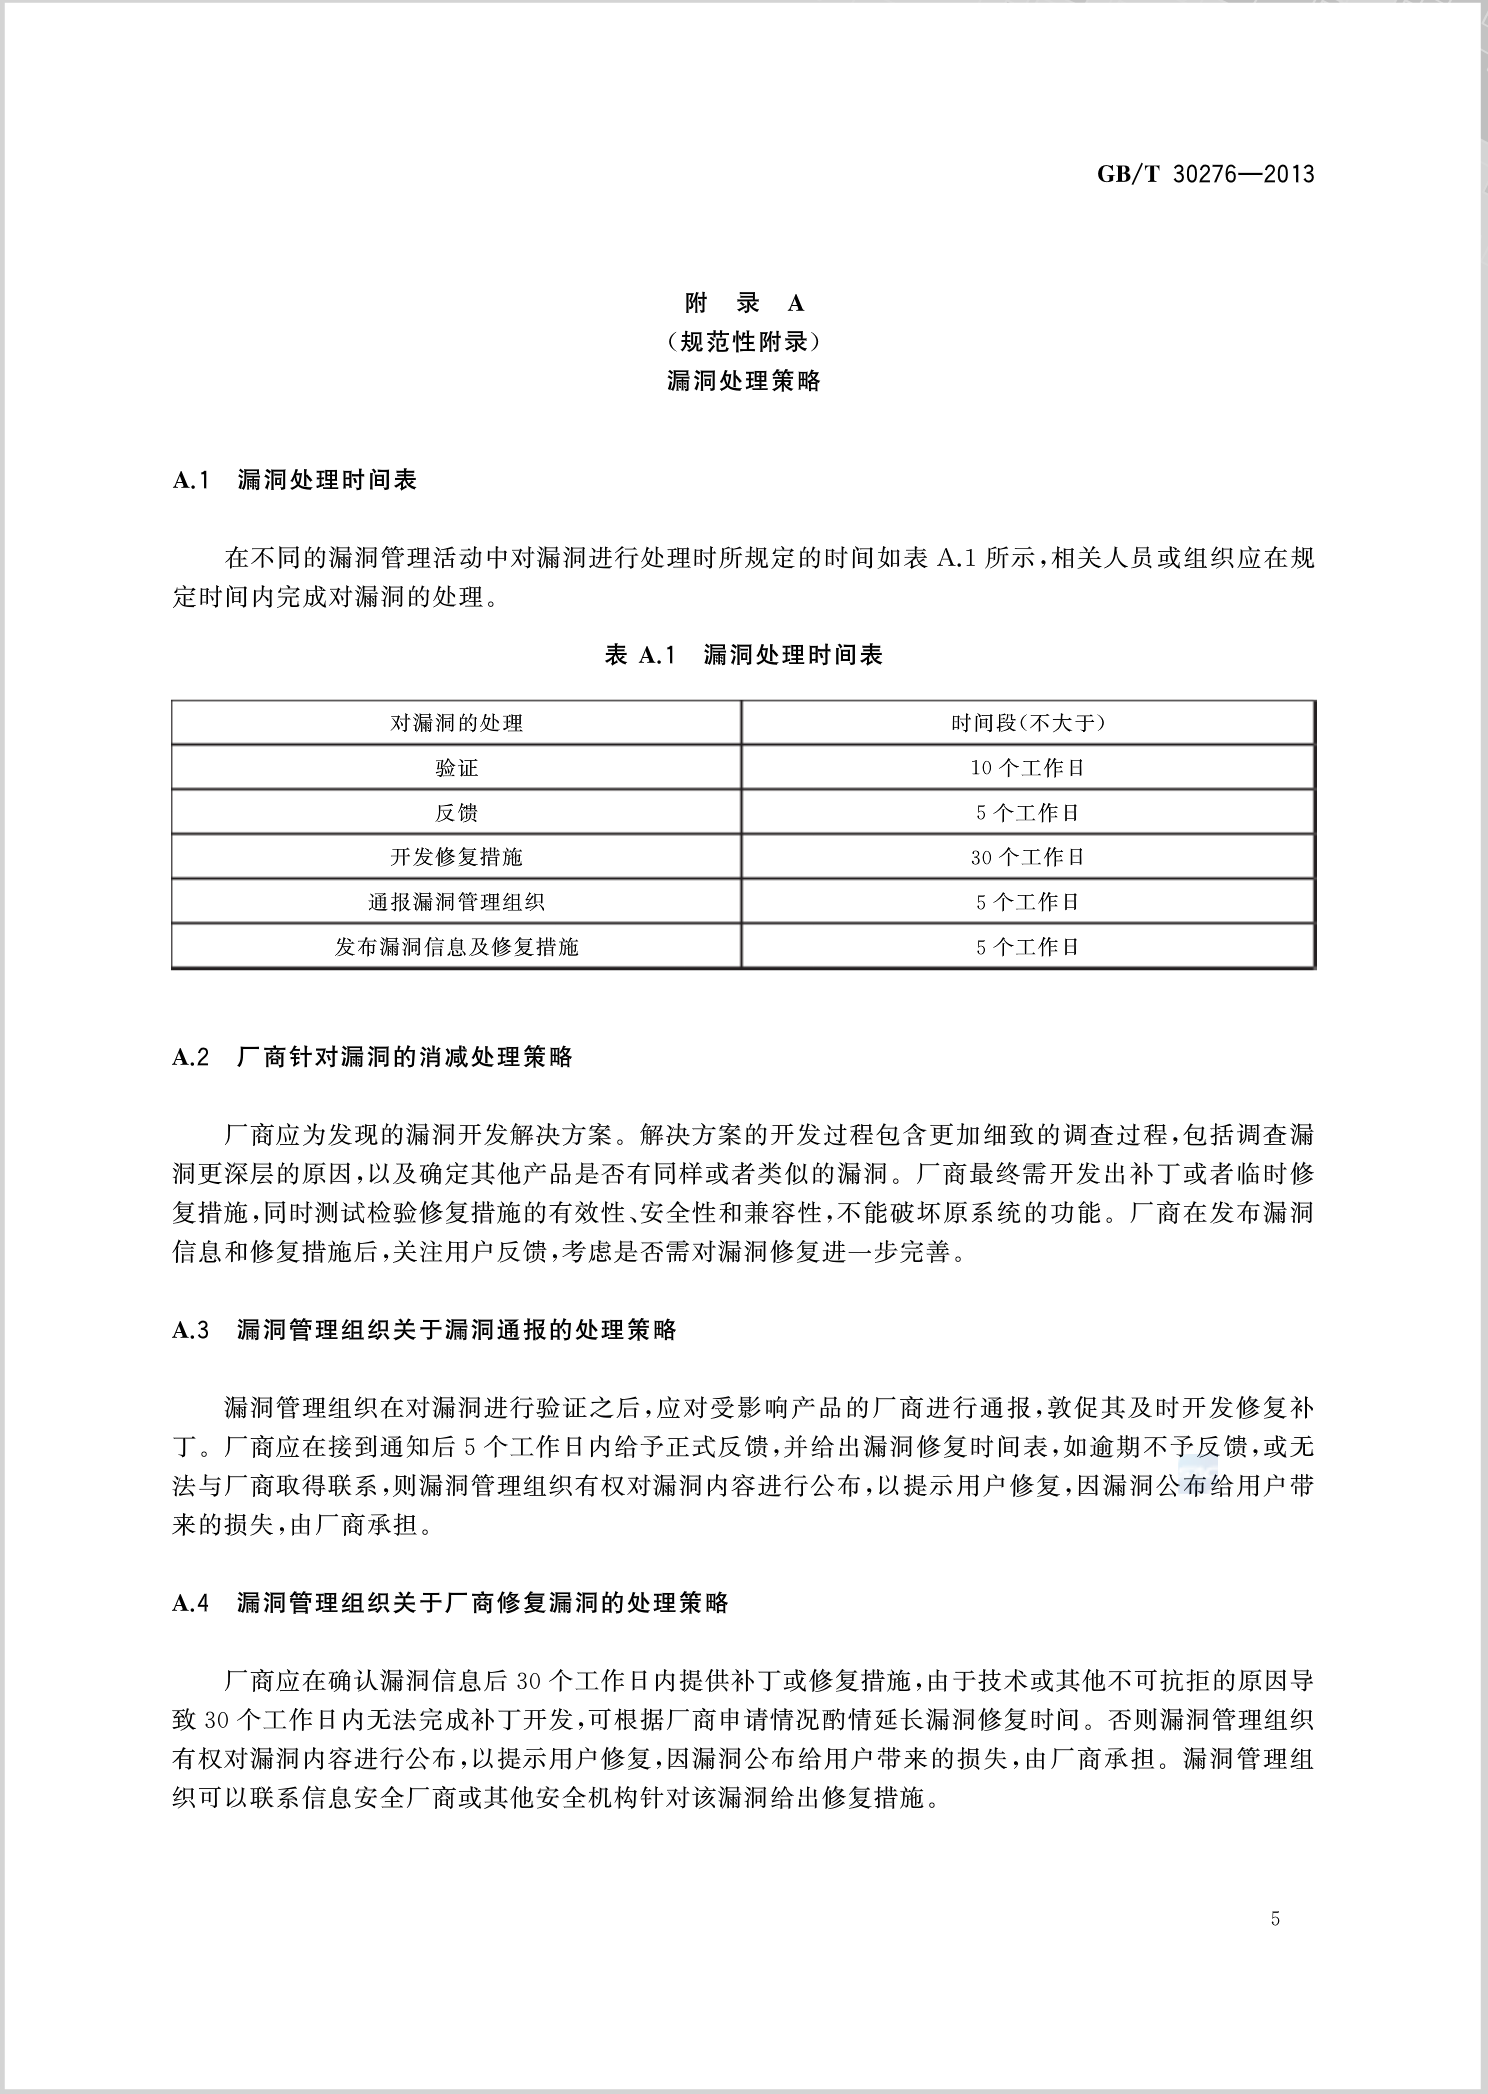 GB/T 30276—2013
附 录 A
（规范性附录）
漏洞处理策略
A.1 漏洞处理时间表
在不同的漏洞管理活动中对漏洞进行处理时所规定的时间如表 A.1 所示，相关人员或组织应在规
定时间内完成对漏洞的处理。
表 A.1 漏洞处理时间表
对漏洞的处理 时间段（不大于）
验证 10 个工作日
反馈 5 个工作日
开发修复措施 30 个工作日
通报漏洞管理组织 5 个工作日
发布漏洞信息及修复措施 5 个工作日
A.2 厂商针对漏洞的消减处理策略
厂商应为发现的漏洞开发解决方案。解决方案的开发过程包含更加细致的调查过程，包括调查漏
洞更深层的原因，以及确定其他产品是否有同样或者类似的漏洞。厂商最终需开发出补丁或者临时修
复措施，同时测试检验修复措施的有效性、安全性和兼容性，不能破坏原系统的功能。厂商在发布漏洞
信息和修复措施后，关注用户反馈，考虑是否需对漏洞修复进一步完善。
A.3 漏洞管理组织关于漏洞通报的处理策略
漏洞管理组织在对漏洞进行验证之后，应对受影响产品的厂商进行通报，敦促其及时开发修复补
丁。厂商应在接到通知后 5 个工作日内给予正式反馈，并给出漏洞修复时间表，如逾期不予反馈，或无
法与厂商取得联系，则漏洞管理组织有权对漏洞内容进行公布，以提示用户修复，因漏洞公布给用户带
来的损失，由厂商承担。
A.4 漏洞管理组织关于厂商修复漏洞的处理策略
厂商应在确认漏洞信息后 30 个工作日内提供补丁或修复措施，由于技术或其他不可抗拒的原因导
致 30 个工作日内无法完成补丁开发，可根据厂商申请情况酌情延长漏洞修复时间。否则漏洞管理组织
有权对漏洞内容进行公布，以提示用户修复，因漏洞公布给用户带来的损失，由厂商承担。漏洞管理组
织可以联系信息安全厂商或其他安全机构针对该漏洞给出修复措施。
5